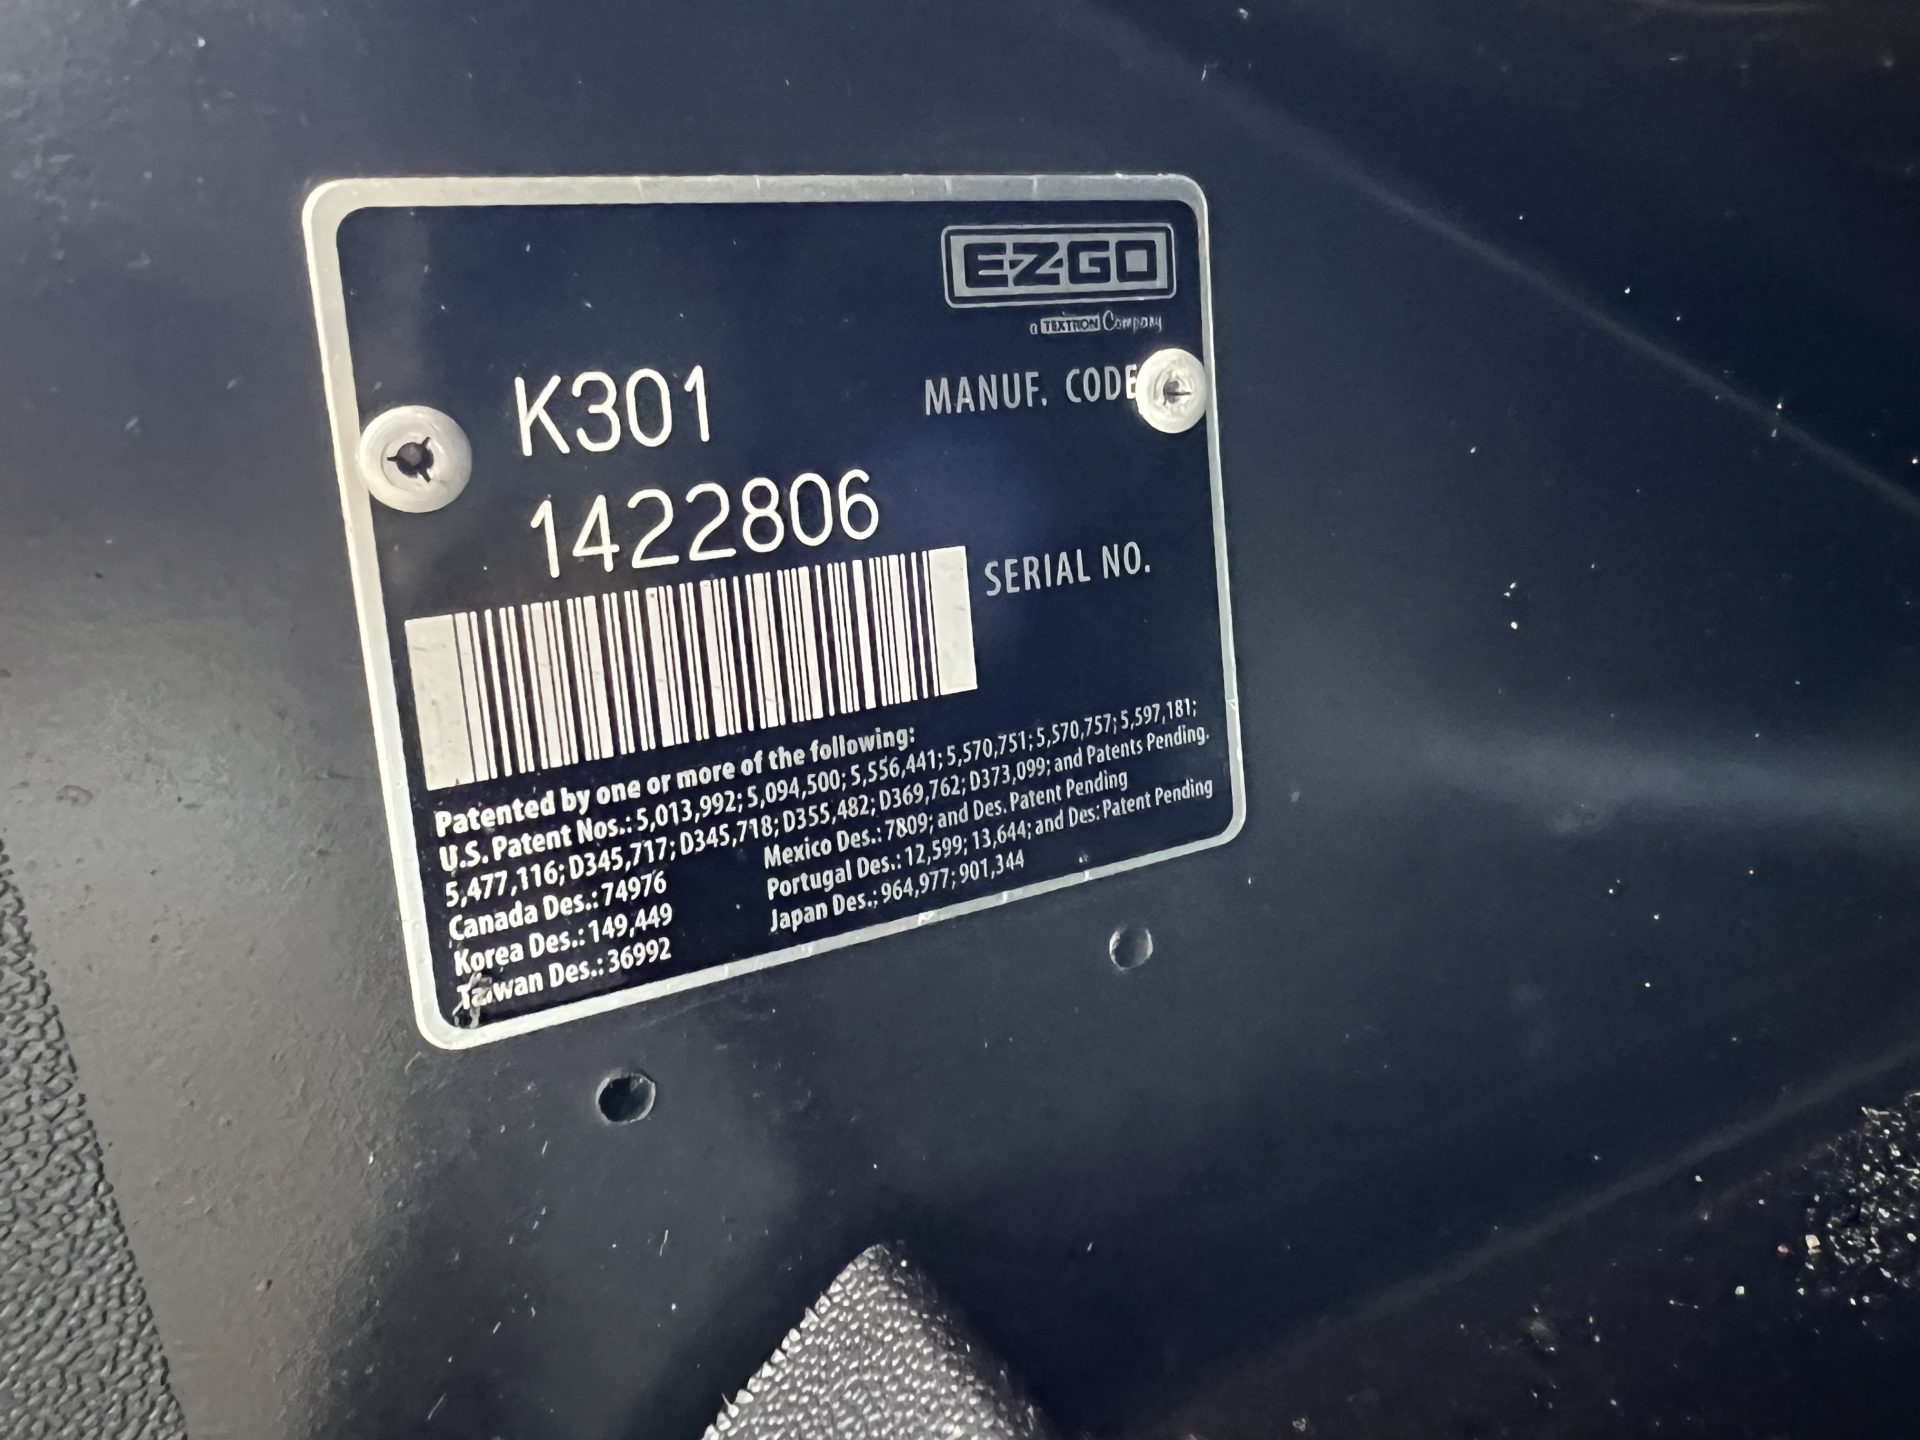 EZGO
a TEXTRON Company
K301 MANUF. CODE
1422806
SERIAL NO.
Patented by one or more of the following:
U.S. Patent Nos.: 5,013,992; 5,094,500; 5,556,441; 5,570,751; 5,570,757; 5,597,181;
5,477,116; D345,717; D345,718; D355,482; D369,762; D373,099; and Patents Pending.
Canada Des.: 74976 Mexico Des.: 7809; and Des. Patent Pending
Korea Des.: 149,449 Portugal Des.: 12,599; 13,644; and Des. Patent Pending
Taiwan Des.: 36992 Japan Des.: 964,977; 901,344